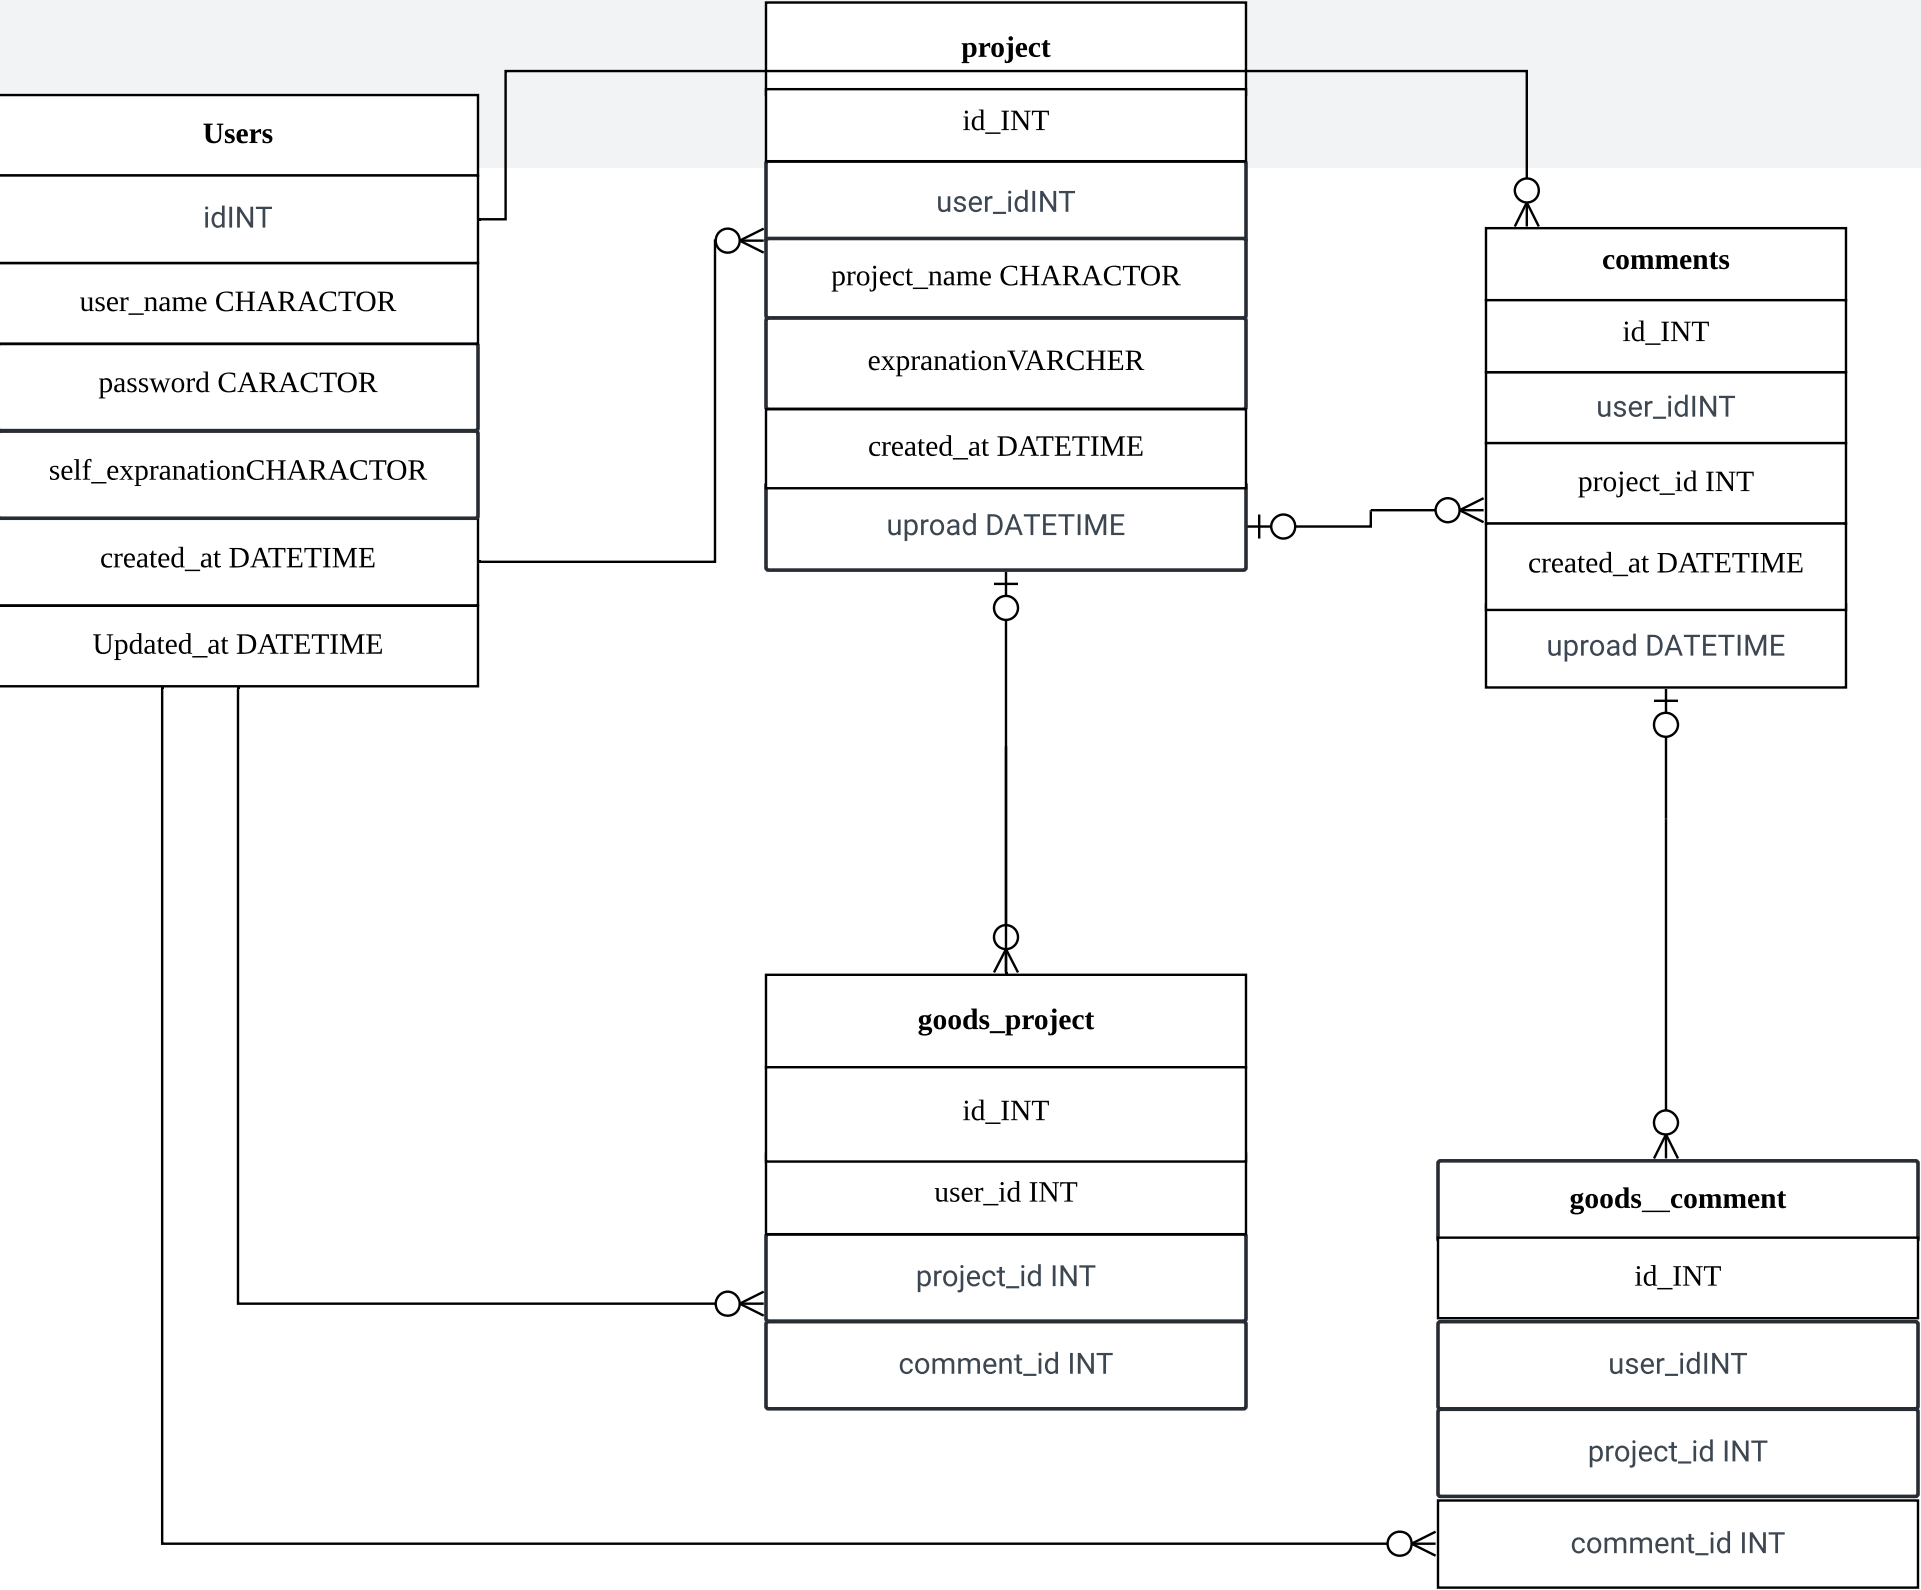 Users
idINT
user_name CHARACTOR
password CARACTOR
self_expranationCHARACTOR
created_at DATETIME
Updated_at DATETIME
project
id_INT
user_idINT
project_name CHARACTOR
expranationVARCHER
created_at DATETIME
uproad DATETIME
comments
id_INT
user_idINT
project_id INT
created_at DATETIME
uproad DATETIME
goods_project
id_INT
user_id INT
project_id INT
comment_id INT
goods__comment
id_INT
user_idINT
project_id INT
comment_id INT